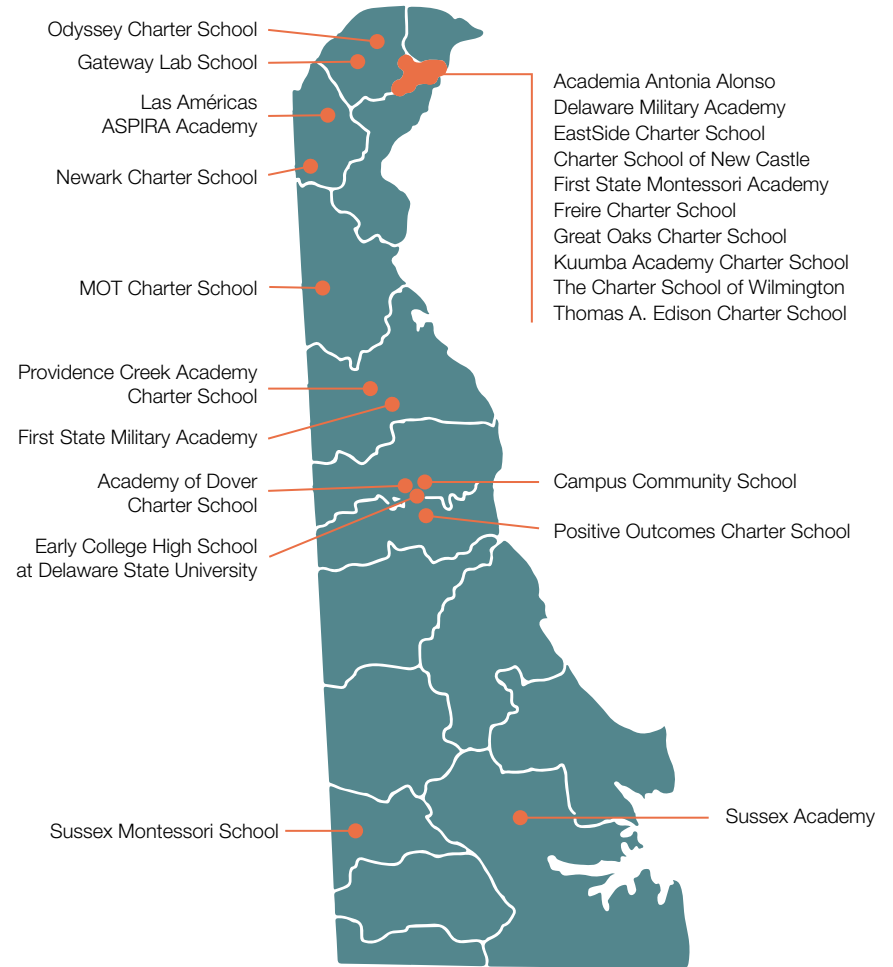 Odyssey Charter School
Gateway Lab School
Las Américas
ASPIRA Academy
Newark Charter School
MOT Charter School
Providence Creek Academy
Charter School
First State Military Academy
Academy of Dover
Charter School
Early College High School
at Delaware State University
Sussex Montessori School
Academia Antonia Alonso
Delaware Military Academy
EastSide Charter School
Charter School of New Castle
First State Montessori Academy
Freire Charter School
Great Oaks Charter School
Kuumba Academy Charter School
The Charter School of Wilmington
Thomas A. Edison Charter School
Campus Community School
Positive Outcomes Charter School
Sussex Academy